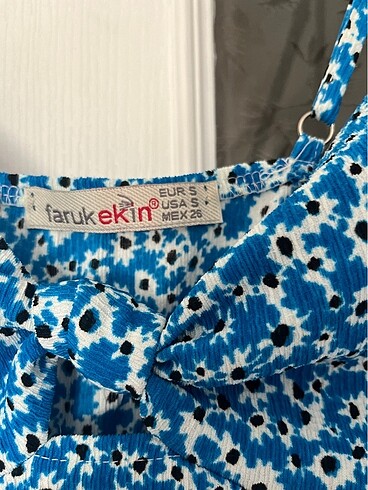 farukekin®
EUR S
USA S
MEX 26